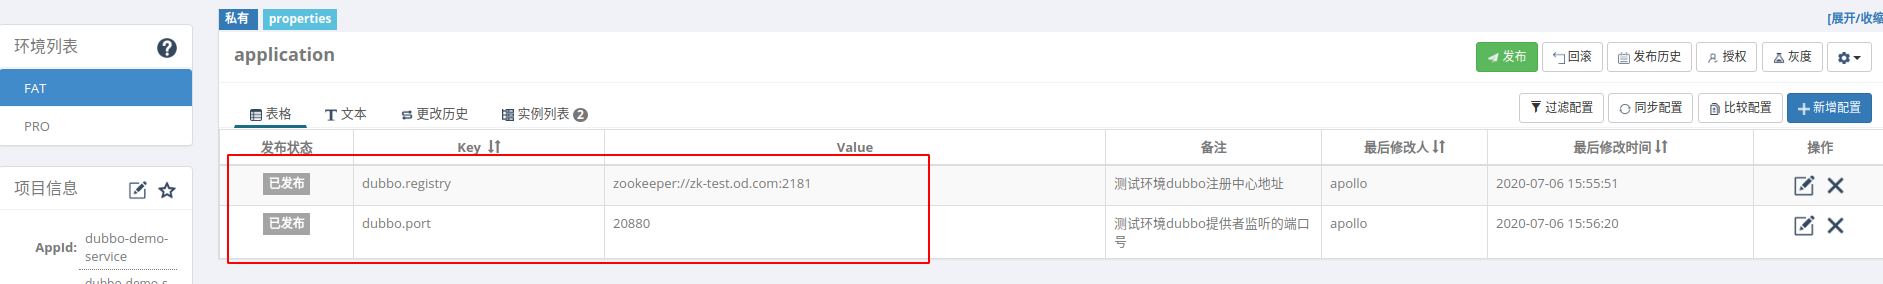 私有 properties
[展开/收缩
环境列表
FAT
PRO
项目信息
AppId: dubbo-demo-
service
application
发布 回滚 发布历史 授权 灰度
表格 文本 更改历史 实例列表 2
过滤配置 同步配置 比较配置 新增配置
发布状态 Key Value 备注 最后修改人 最后修改时间 操作
已发布 dubbo.registry zookeeper://zk-test.od.com:2181 测试环境dubbo注册中心地址 apollo 2020-07-06 15:55:51
已发布 dubbo.port 20880 测试环境dubbo提供者监听的端口
号 apollo 2020-07-06 15:56:20